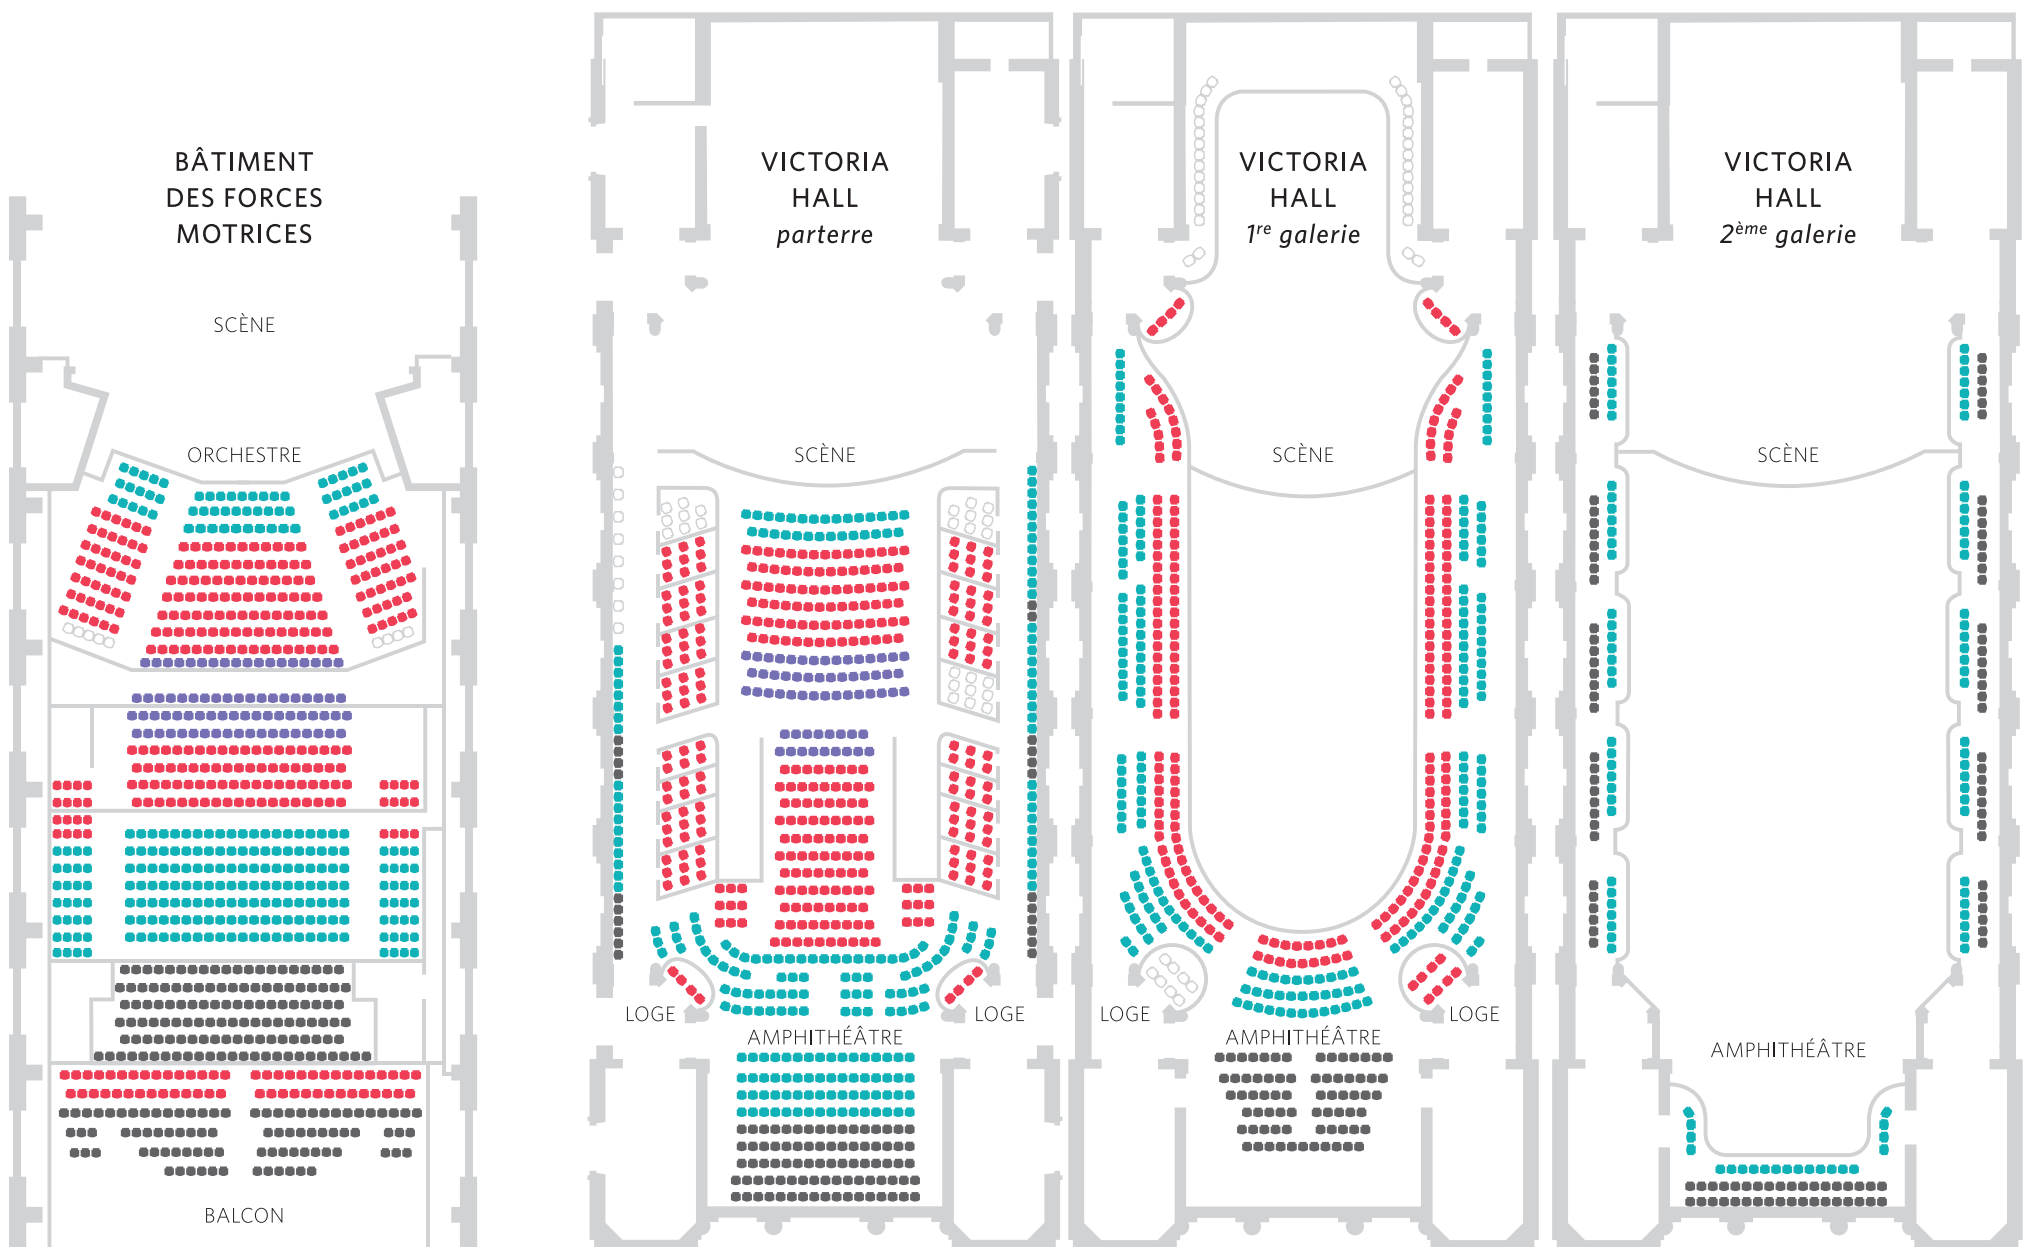 BÂTIMENT
DES FORCES
MOTRICES
SCÈNE
ORCHESTRE
BALCON
VICTORIA
HALL
parterre
SCÈNE
LOGE
LOGE
AMPHITHÉÂTRE
VICTORIA
HALL
1re galerie
SCÈNE
LOGE
LOGE
AMPHITHÉÂTRE
VICTORIA
HALL
2ème galerie
SCÈNE
AMPHITHÉÂTRE